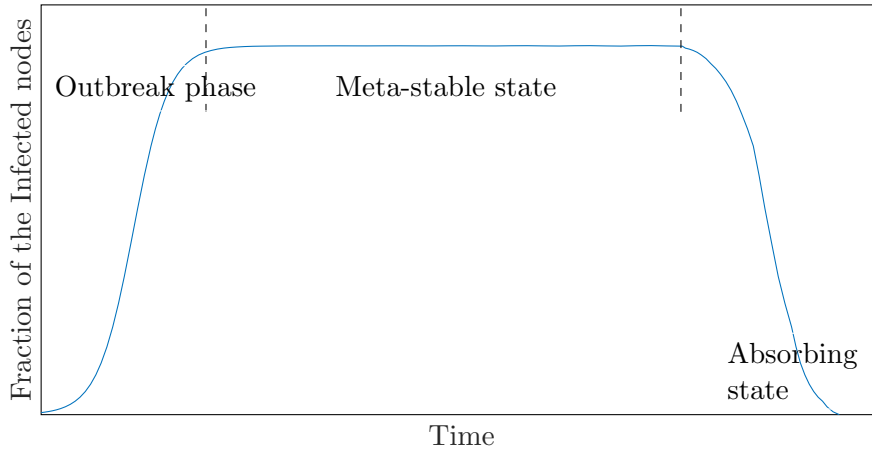 Fraction of the Infected nodes
Outbreak phase
Meta-stable state
Absorbing
state
Time